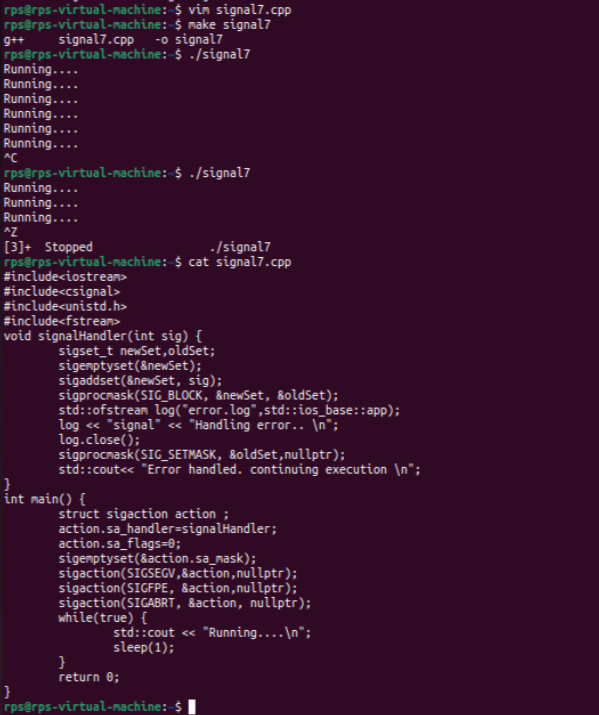 rps@rps-virtual-machine:~$ vim signal7.cpp
rps@rps-virtual-machine:~$ make signal7
g++     signal7.cpp   -o signal7
rps@rps-virtual-machine:~$ ./signal7
Running....
Running....
Running....
Running....
Running....
Running....
^C
rps@rps-virtual-machine:~$ ./signal7
Running....
Running....
Running....
^Z
[3]+  Stopped                 ./signal7
rps@rps-virtual-machine:~$ cat signal7.cpp
#include<iostream>
#include<csignal>
#include<unistd.h>
#include<fstream>
void signalHandler(int sig) {
        sigset_t newSet,oldSet;
        sigemptyset(&newSet);
        sigaddset(&newSet, sig);
        sigprocmask(SIG_BLOCK, &newSet, &oldSet);
        std::ofstream log("error.log",std::ios_base::app);
        log << "signal" << "Handling error.. \n";
        log.close();
        sigprocmask(SIG_SETMASK, &oldSet,nullptr);
        std::cout<< "Error handled. continuing execution \n";
}
int main() {
        struct sigaction action ;
        action.sa_handler=signalHandler;
        action.sa_flags=0;
        sigemptyset(&action.sa_mask);
        sigaction(SIGSEGV,&action,nullptr);
        sigaction(SIGFPE, &action,nullptr);
        sigaction(SIGABRT, &action, nullptr);
        while(true) {
                std::cout << "Running....\n";
                sleep(1);
        }
        return 0;
}
rps@rps-virtual-machine:~$